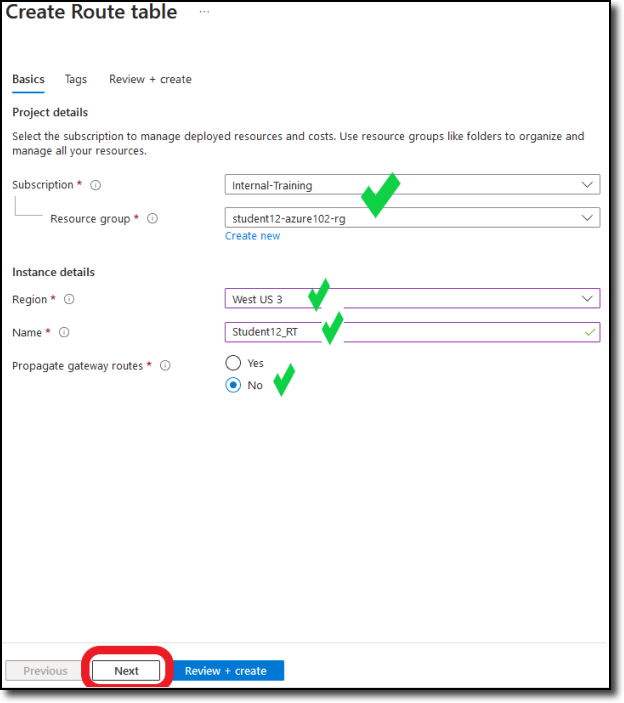 Create Route table ...
Basics Tags Review + create
Project details
Select the subscription to manage deployed resources and costs. Use resource groups like folders to organize and
manage all your resources.
Subscription * Internal-Training
Resource group * student12-azure102-rg
Create new
Instance details
Region * West US 3
Name * Student12_RT
Propagate gateway routes * Yes
No
Previous Next Review + create